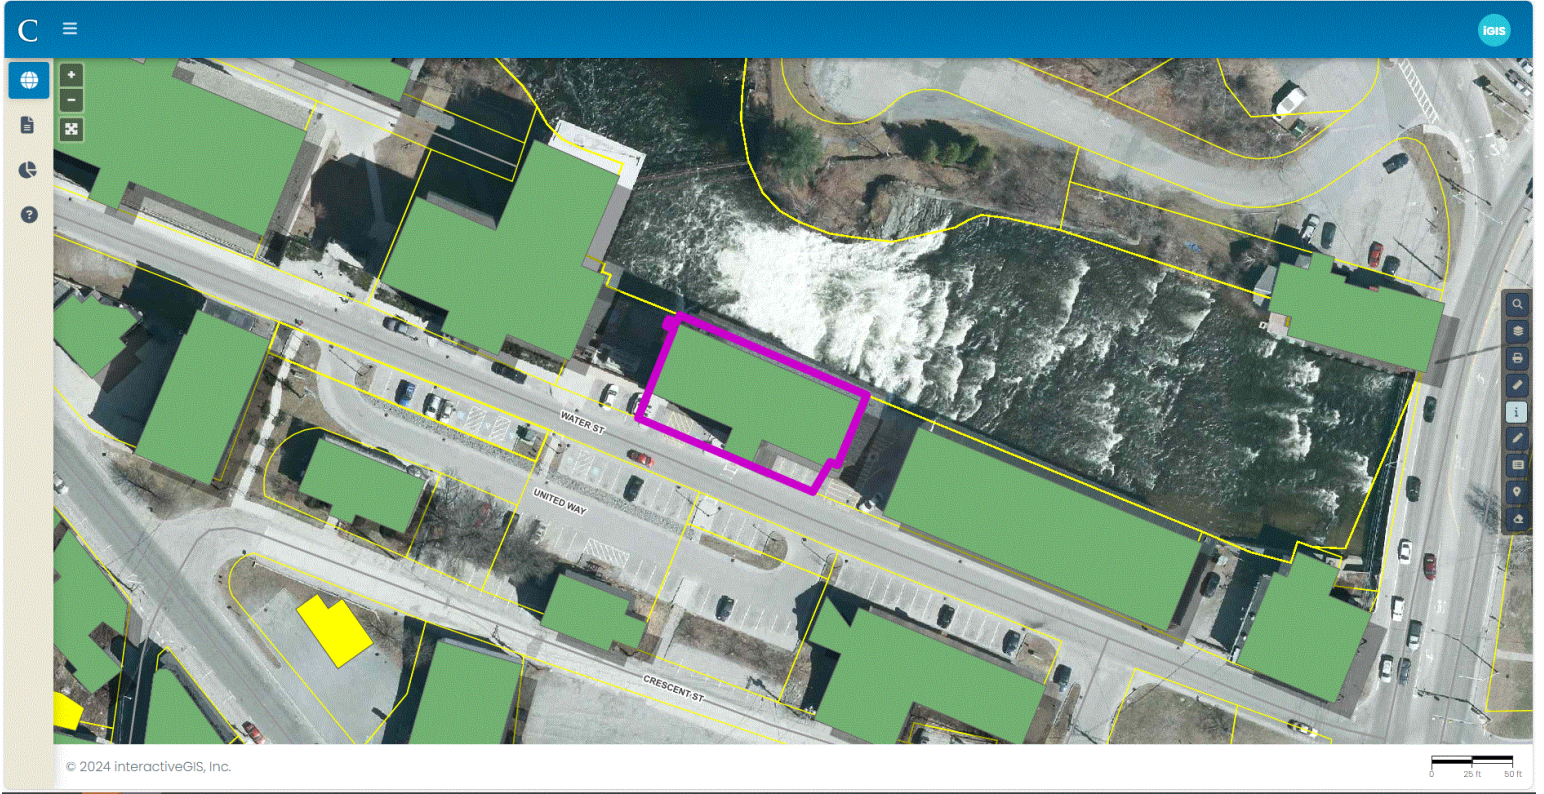 C
iGIS
+
−
?
WATER ST
UNITED WAY
i
CRESCENT ST
© 2024 interactiveGIS, Inc.
0 25 ft 50 ft